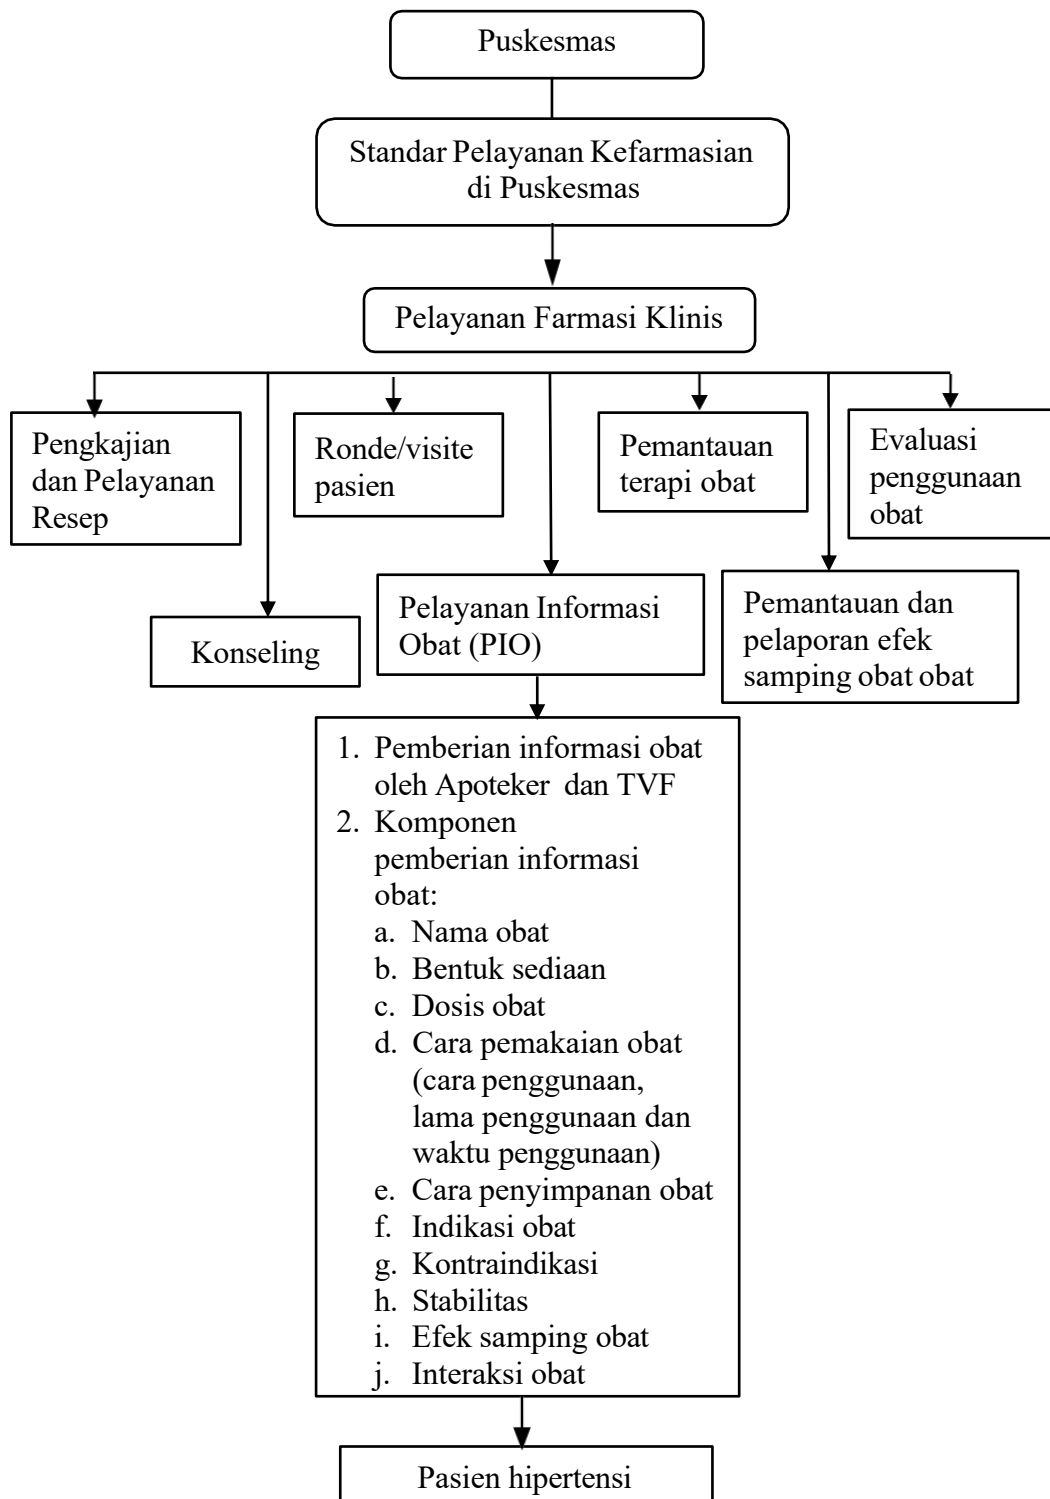 Puskesmas
Standar Pelayanan Kefarmasian
di Puskesmas
Pelayanan Farmasi Klinis
Pengkajian
dan Pelayanan
Resep
Ronde/visite
pasien
Pemantauan
terapi obat
Evaluasi
penggunaan
obat
Konseling
Pelayanan Informasi
Obat (PIO)
Pemantauan dan
pelaporan efek
samping obat obat
1. Pemberian informasi obat
oleh Apoteker dan TVF
2. Komponen
pemberian informasi
obat:
a. Nama obat
b. Bentuk sediaan
c. Dosis obat
d. Cara pemakaian obat
(cara penggunaan,
lama penggunaan dan
waktu penggunaan)
e. Cara penyimpanan obat
f. Indikasi obat
g. Kontraindikasi
h. Stabilitas
i. Efek samping obat
j. Interaksi obat
Pasien hipertensi